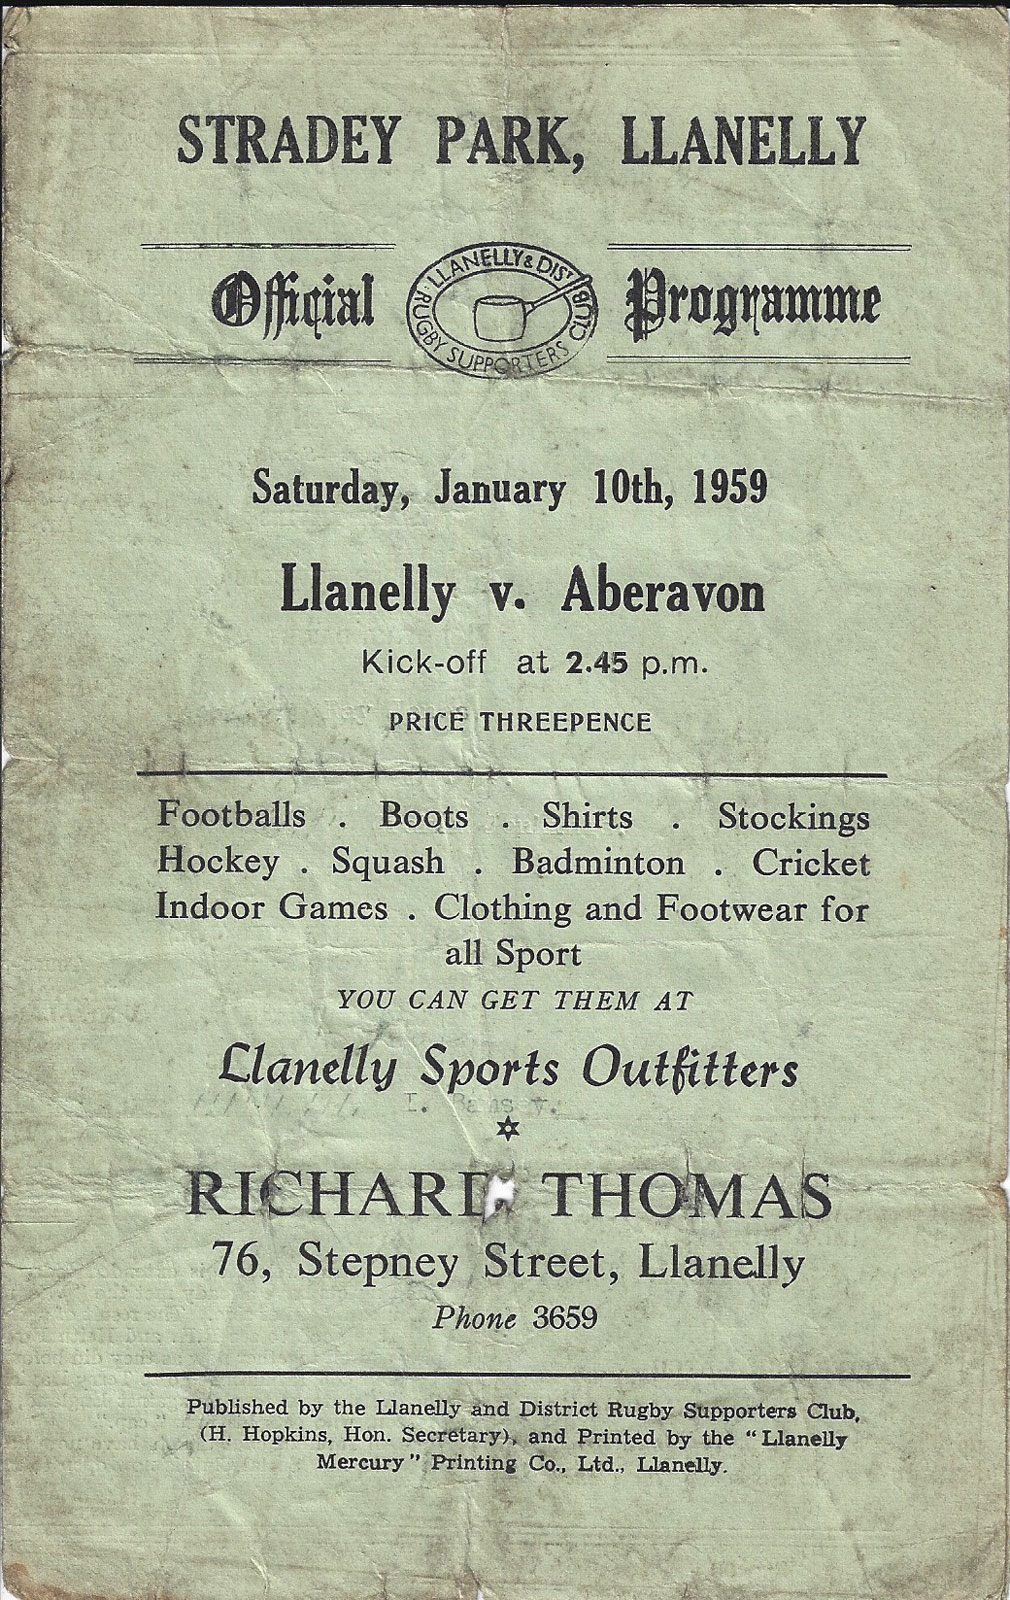 STRADEY PARK, LLANELLY
Official Programme
LLANELLY & DIST. RUGBY SUPPORTERS CLUB
Saturday, January 10th, 1959
Llanelly v. Aberavon
Kick-off at 2.45 p.m.
PRICE THREEPENCE
Footballs . Boots . Shirts . Stockings
Hockey . Squash . Badminton . Cricket
Indoor Games . Clothing and Footwear for
all Sport
YOU CAN GET THEM AT
Llanelly Sports Outfitters
RICHARD THOMAS
76, Stepney Street, Llanelly
Phone 3659
Published by the Llanelly and District Rugby Supporters Club,
(H. Hopkins, Hon. Secretary), and Printed by the "Llanelly
Mercury" Printing Co., Ltd., Llanelly.